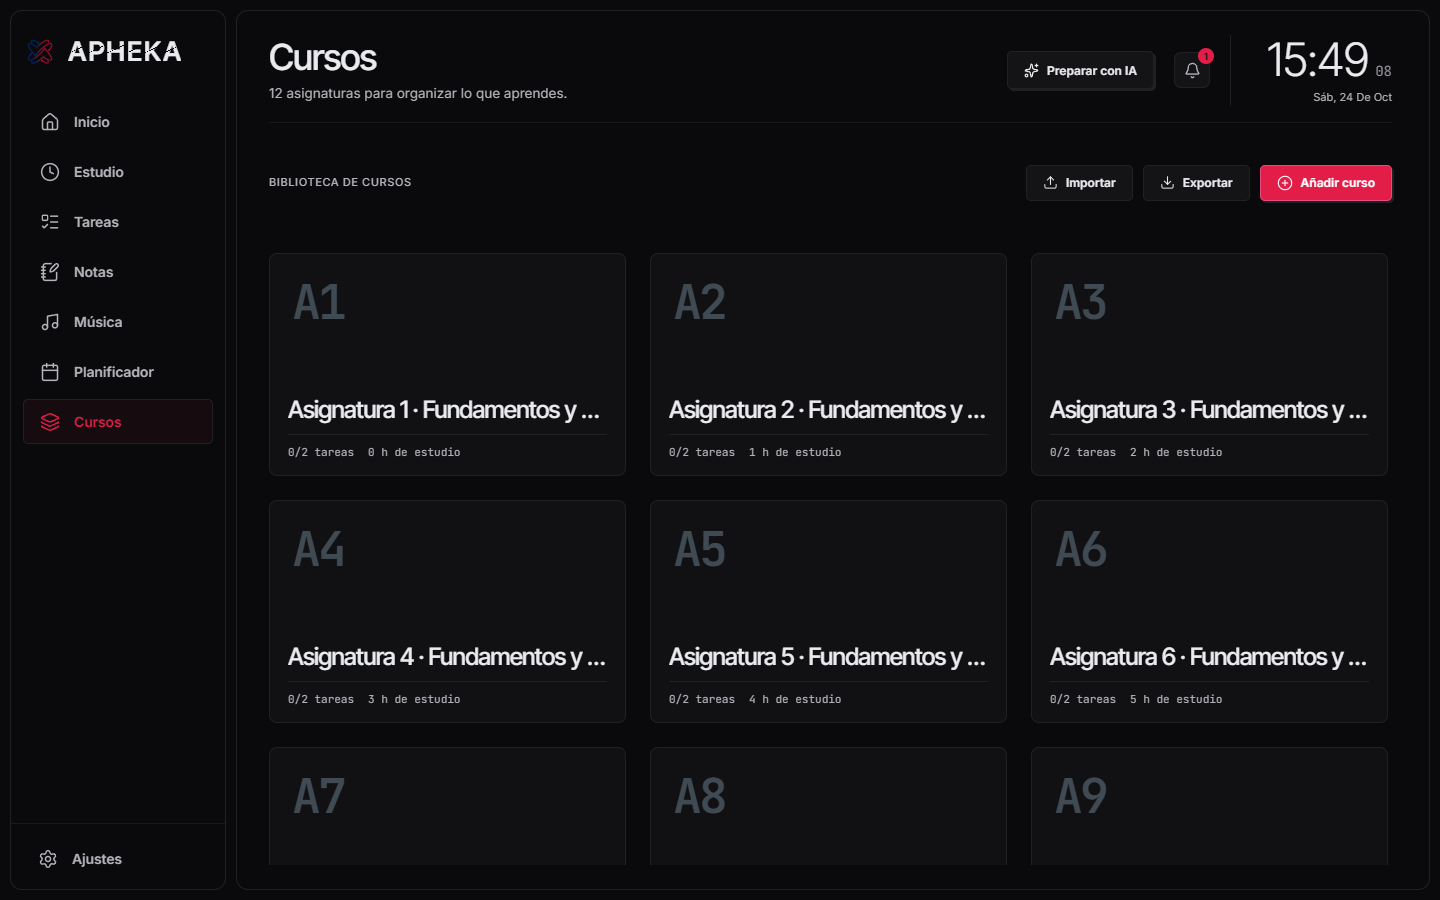 APHEKA
Inicio
Estudio
Tareas
Notas
Música
Planificador
Cursos
Ajustes
Cursos
12 asignaturas para organizar lo que aprendes.
Preparar con IA
1
15:49 08
Sáb, 24 De Oct
BIBLIOTECA DE CURSOS
Importar
Exportar
Añadir curso
A1
Asignatura 1 · Fundamentos y ...
0/2 tareas 0 h de estudio
A2
Asignatura 2 · Fundamentos y ...
0/2 tareas 1 h de estudio
A3
Asignatura 3 · Fundamentos y ...
0/2 tareas 2 h de estudio
A4
Asignatura 4 · Fundamentos y ...
0/2 tareas 3 h de estudio
A5
Asignatura 5 · Fundamentos y ...
0/2 tareas 4 h de estudio
A6
Asignatura 6 · Fundamentos y ...
0/2 tareas 5 h de estudio
A7
A8
A9